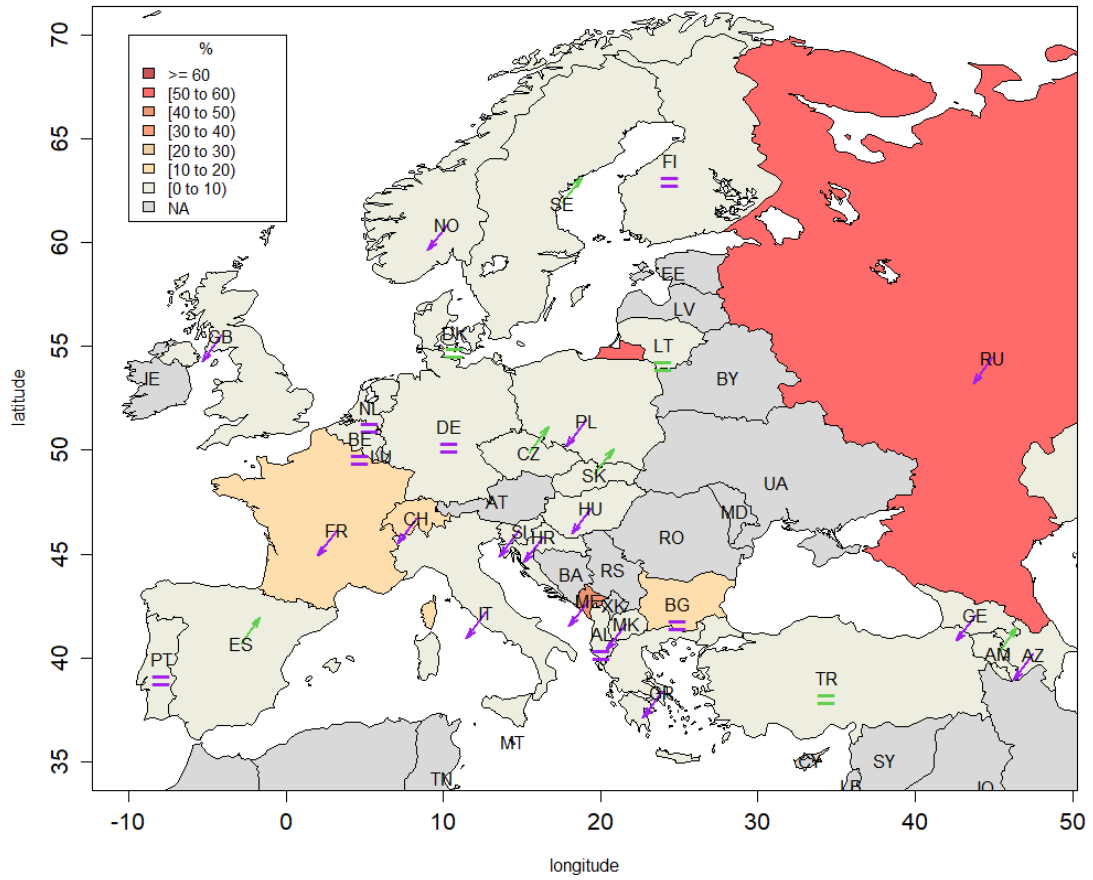 %
>= 60
[50 to 60)
[40 to 50)
[30 to 40)
[20 to 30)
[10 to 20)
[0 to 10)
NA
latitude
70
65
60
55
50
45
40
35
FI
SE
NO
EE
LV
GB
DK
LT
RU
IE
BY
NL
BE
DE
PL
LU
CZ
SK
UA
AT
HU
MD
CH
FR
SI
HR
RO
BA
RS
ME
XK
BG
IT
MK
AL
GE
ES
PT
AM
AZ
TR
GR
MT
CY
SY
TN
LB
JO
-10 0 10 20 30 40 50
longitude